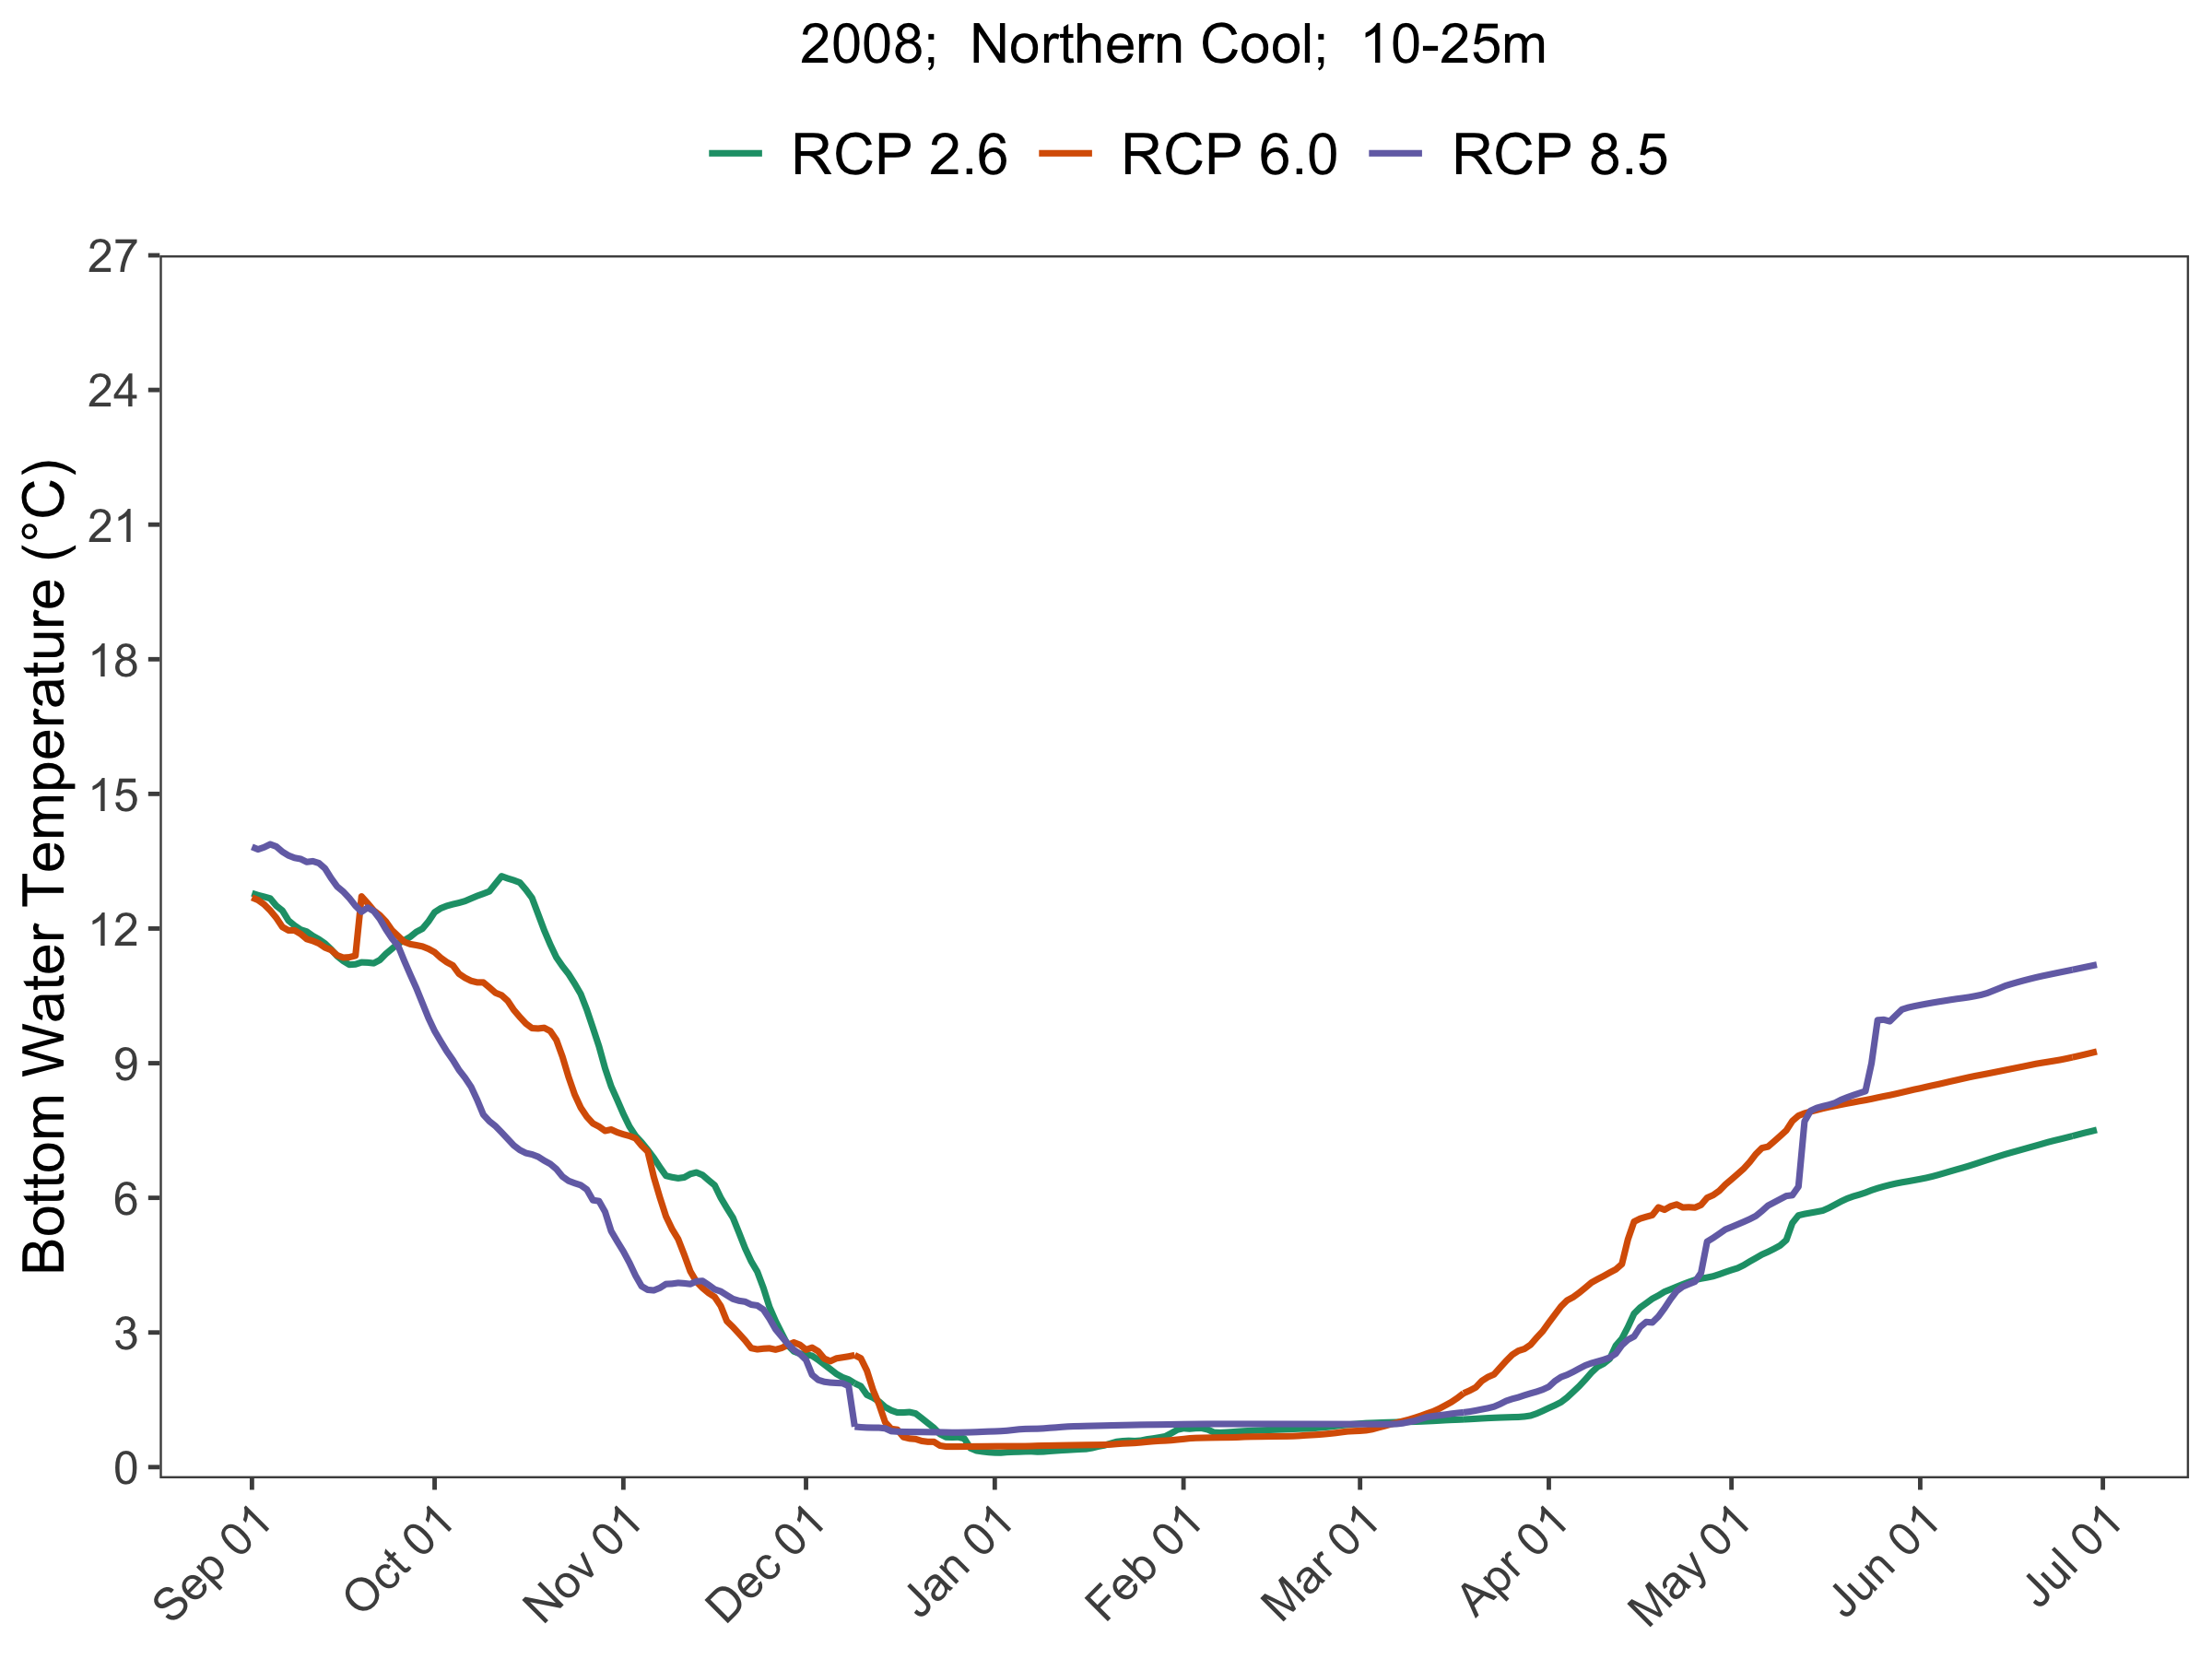 2008;  Northern Cool;  10-25m
RCP 2.6 RCP 6.0 RCP 8.5
Bottom Water Temperature (°C)
27
24
21
18
15
12
9
6
3
0
Sep 01 Oct 01 Nov 01 Dec 01 Jan 01 Feb 01 Mar 01 Apr 01 May 01 Jun 01 Jul 01